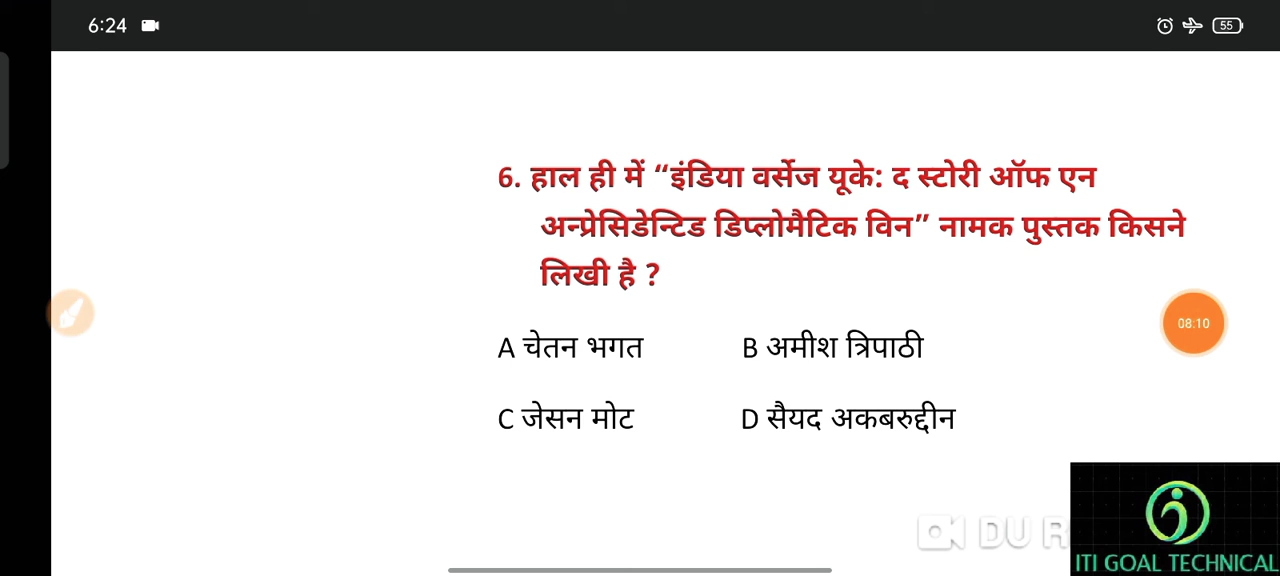 6:24
55
6. हाल ही में “इंडिया वर्सेज यूके: द स्टोरी ऑफ एन
अन्प्रेसिडेन्टिड डिप्लोमैटिक विन” नामक पुस्तक किसने
लिखी है ?
08:10
A चेतन भगत B अमीश त्रिपाठी
C जेसन मोट D सैयद अकबरुद्दीन
DU R
ITI GOAL TECHNICAL